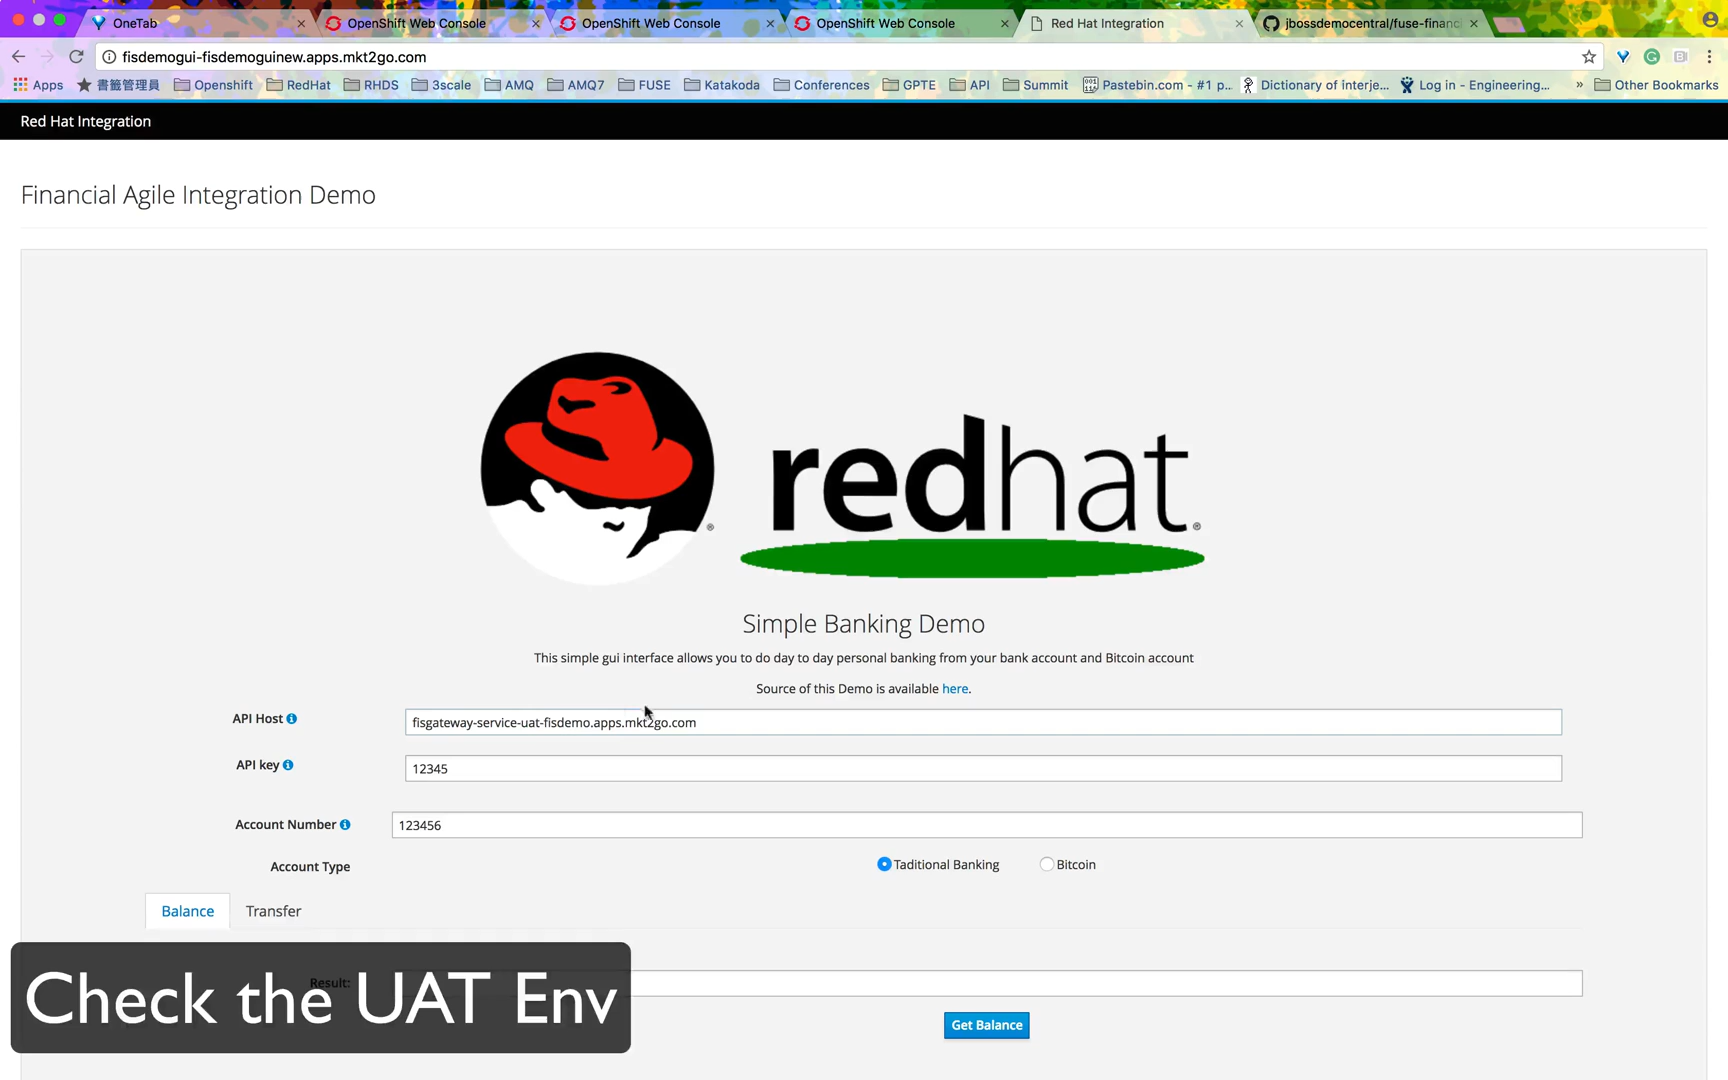 OneTab
OpenShift Web Console
OpenShift Web Console
OpenShift Web Console
Red Hat Integration
jbossdemocentral/fuse-financi
fisdemogui-fisdemoguinew.apps.mkt2go.com
Apps
書籤管理員
Openshift
RedHat
RHDS
3scale
AMQ
AMQ7
FUSE
Katakoda
Conferences
GPTE
API
Summit
Pastebin.com - #1 p...
Dictionary of interje...
Log in - Engineering...
»
Other Bookmarks
Red Hat Integration
Financial Agile Integration Demo
redhat
Simple Banking Demo
This simple gui interface allows you to do day to day personal banking from your bank account and Bitcoin account
Source of this Demo is available here.
API Host
fisgateway-service-uat-fisdemo.apps.mkt2go.com
API key
12345
Account Number
123456
Account Type
Taditional Banking
Bitcoin
Balance
Transfer
Result:
Check the UAT Env
Get Balance